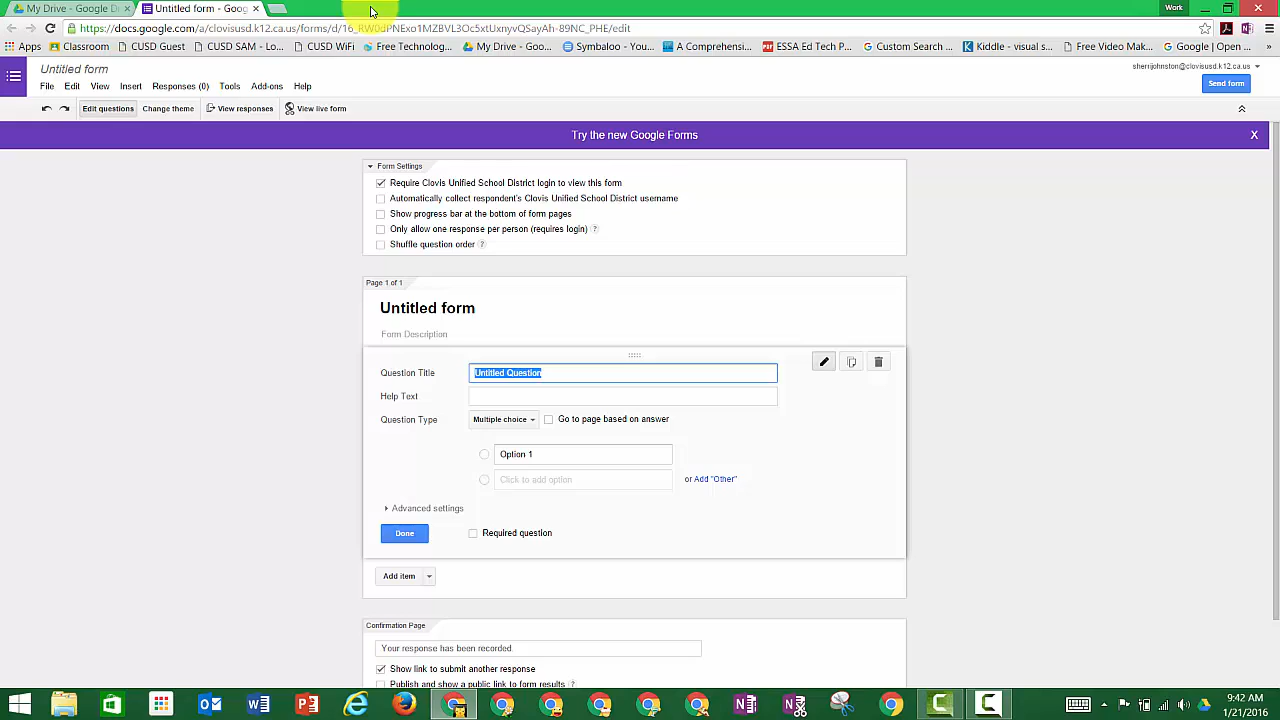 My Drive - Google D
Untitled form - Goog
Work
https://docs.google.com/a/clovisusd.k12.ca.us/forms/d/16_RW0dPNExo1MZBVL3Oc5xtUxnyvQSayAh-89NC_PHE/edit
Apps
Classroom
CUSD Guest
CUSD SAM - Lo...
CUSD WiFi
Free Technolog...
My Drive - Goo...
Symbaloo - You...
A Comprehensi...
ESSA Ed Tech P...
Custom Search ...
Kiddle - visual s...
Free Video Mak...
Google | Open ...
Untitled form
sherrijohnston@clovisusd.k12.ca.us
File Edit View Insert Responses (0) Tools Add-ons Help
Send form
Edit questions
Change theme
View responses
View live form
Try the new Google Forms
X
Form Settings
Require Clovis Unified School District login to view this form
Automatically collect respondent's Clovis Unified School District username
Show progress bar at the bottom of form pages
Only allow one response per person (requires login) ?
Shuffle question order ?
Page 1 of 1
Untitled form
Form Description
Question Title
Untitled Question
Help Text
Question Type
Multiple choice
Go to page based on answer
Option 1
Click to add option
or Add "Other"
Advanced settings
Done
Required question
Add item
Confirmation Page
Your response has been recorded.
Show link to submit another response
Publish and show a public link to form results ?
9:42 AM
1/21/2016